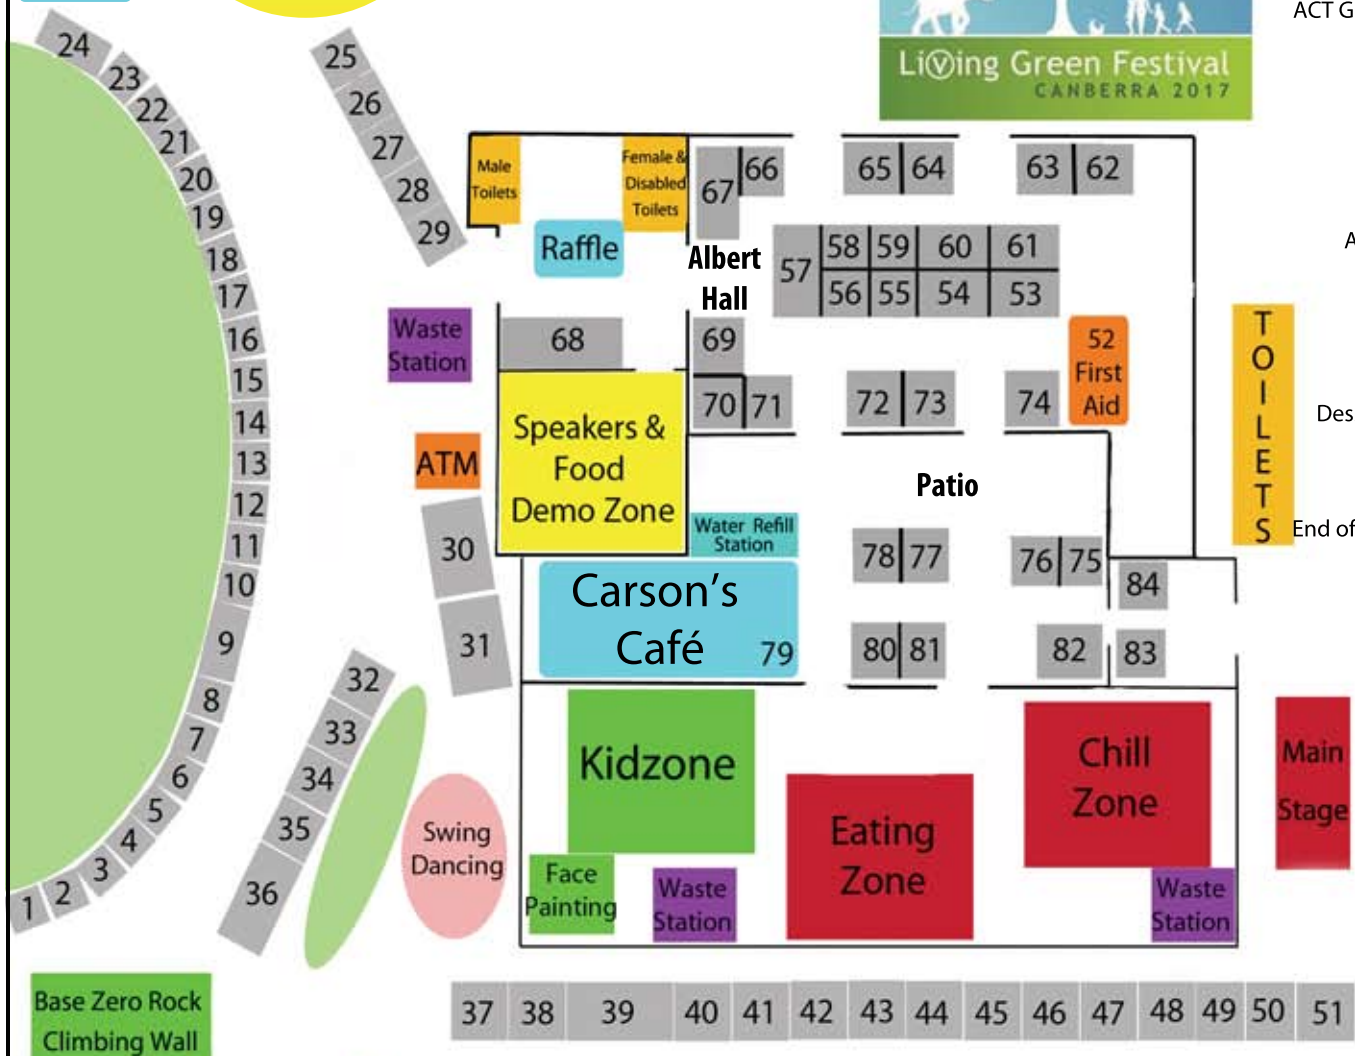 ACT G
Living Green Festival
CANBERRA 2017
24
23
22
21
20
19
18
17
16
15
14
13
12
11
10
9
8
7
6
5
4
3
2
1
25
26
27
28
29
Male
Toilets
Female &
Disabled
Toilets
Raffle
67
66
65
64
63
62
Albert
Hall
57
58
59
60
61
56
55
54
53
A
Waste
Station
68
69
70
71
72
73
74
52
First
Aid
TOILETS
Des
End of
Speakers &
Food
Demo Zone
ATM
Patio
Water Refill
Station
30
31
Carson's
Café
79
78
77
76
75
84
80
81
82
83
32
33
34
35
36
Swing
Dancing
Kidzone
Face
Painting
Waste
Station
Eating
Zone
Chill
Zone
Waste
Station
Main
Stage
Base Zero Rock
Climbing Wall
37
38
39
40
41
42
43
44
45
46
47
48
49
50
51